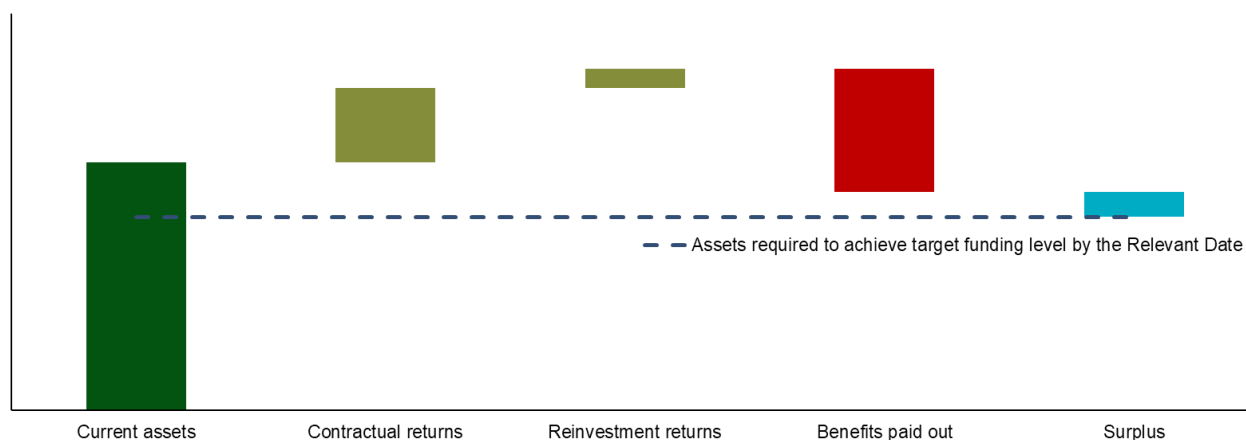 Assets required to achieve target funding level by the Relevant Date
Current assets
Contractual returns
Reinvestment returns
Benefits paid out
Surplus